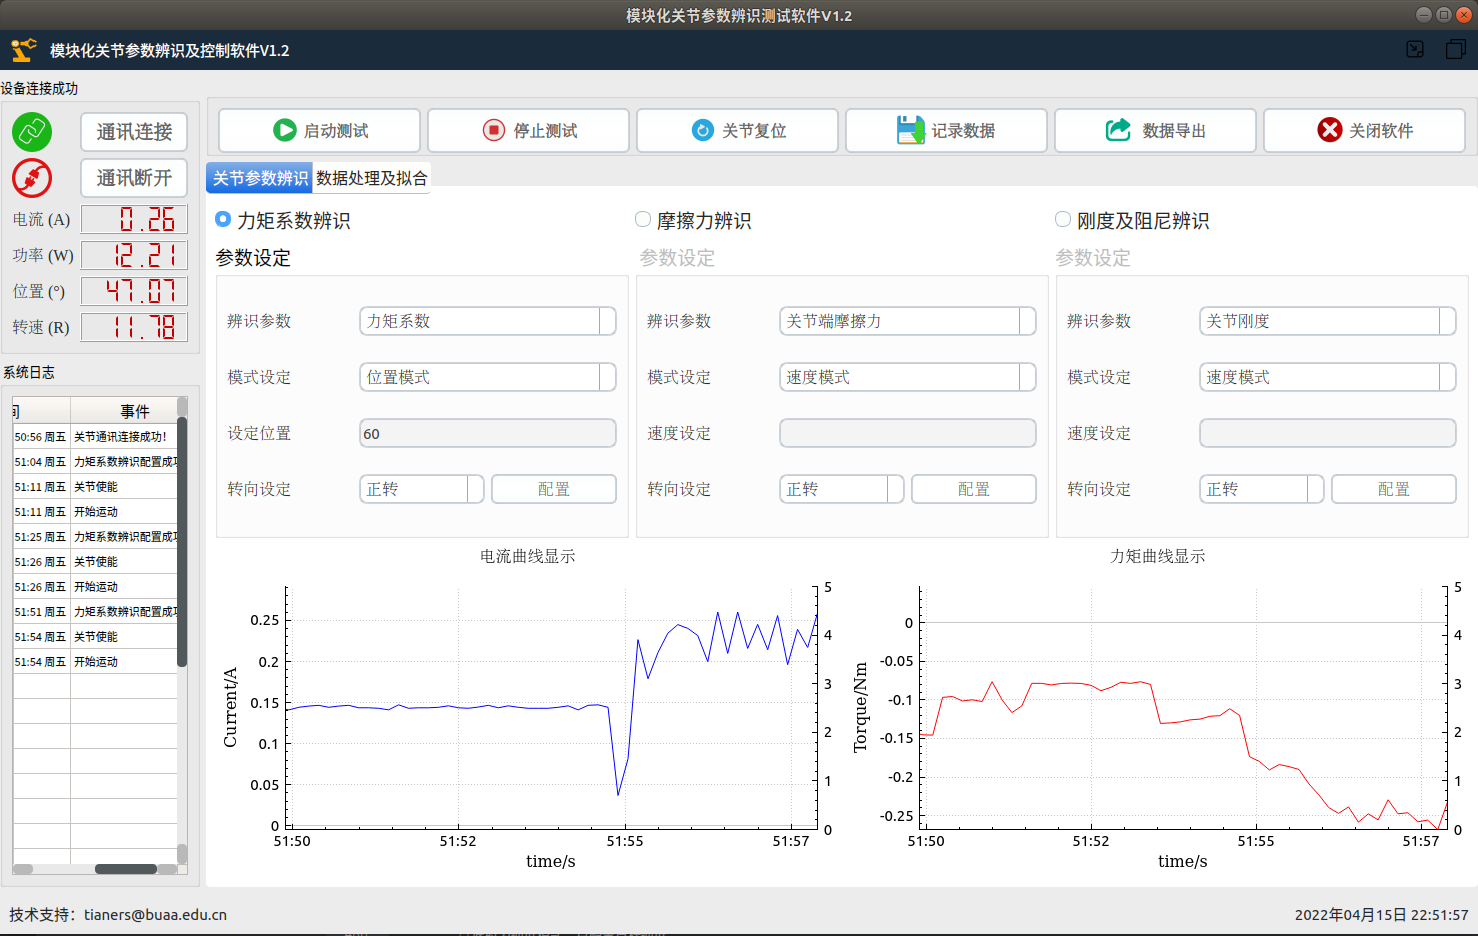 模块化关节参数辨识测试软件V1.2
模块化关节参数辨识及控制软件V1.2
设备连接成功
通讯连接
通讯断开
电流 (A) 0.26
功率 (W) 12.21
位置 (°) 47.07
转速 (R) 11.78
系统日志
间 事件
50:56 周五 关节通讯连接成功!
51:04 周五 力矩系数辨识配置成功
51:11 周五 关节使能
51:11 周五 开始运动
51:25 周五 力矩系数辨识配置成功
51:26 周五 关节使能
51:26 周五 开始运动
51:51 周五 力矩系数辨识配置成功
51:54 周五 关节使能
51:54 周五 开始运动
启动测试 停止测试 关节复位 记录数据 数据导出 关闭软件
关节参数辨识 数据处理及拟合
力矩系数辨识
参数设定
辨识参数 力矩系数
模式设定 位置模式
设定位置 60
转向设定 正转 配置
摩擦力辨识
参数设定
辨识参数 关节端摩擦力
模式设定 速度模式
速度设定
转向设定 正转 配置
刚度及阻尼辨识
参数设定
辨识参数 关节刚度
模式设定 速度模式
速度设定
转向设定 正转 配置
电流曲线显示
Current/A
0.25
0.2
0.15
0.1
0.05
0
5
4
3
2
1
0
51:50 51:52 51:55 51:57
time/s
力矩曲线显示
Torque/Nm
0
-0.05
-0.1
-0.15
-0.2
-0.25
5
4
3
2
1
0
51:50 51:52 51:55 51:57
time/s
技术支持：tianers@buaa.edu.cn
2022年04月15日 22:51:57